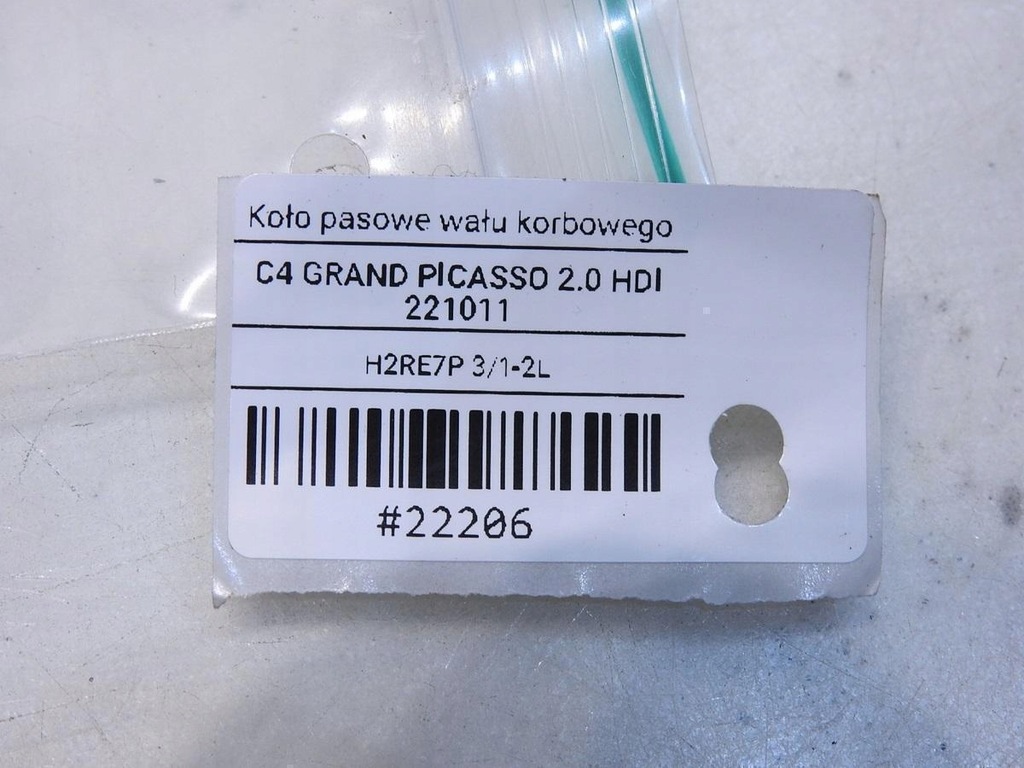 Koło pasowe wału korbowego
C4 GRAND PICASSO 2.0 HDI
221011
H2RE7P 3/1-2L
#22206